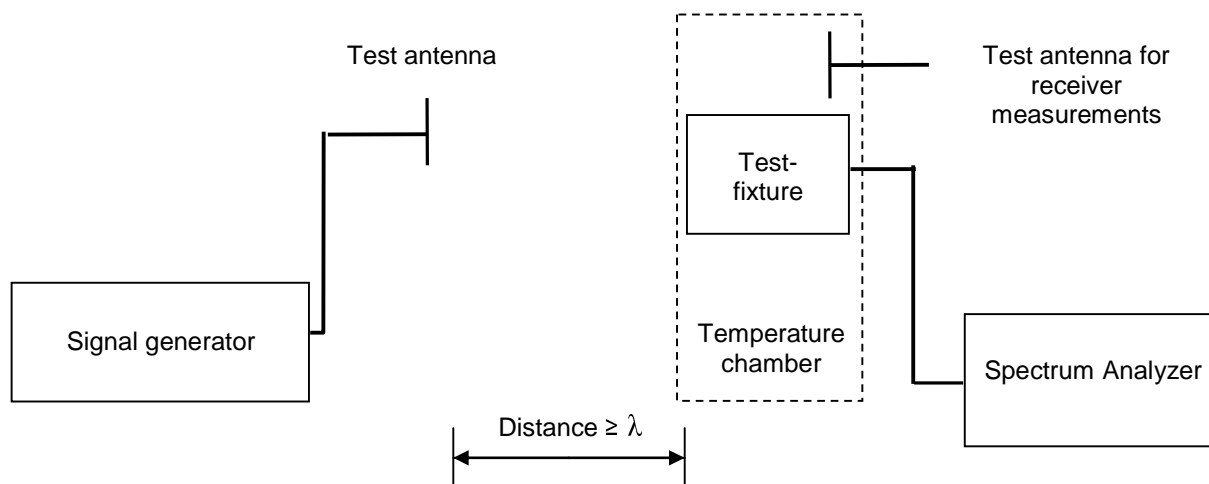 Test antenna
Test antenna for
receiver
measurements
Test-
fixture
Signal generator
Temperature
chamber
Spectrum Analyzer
Distance ≥ λ